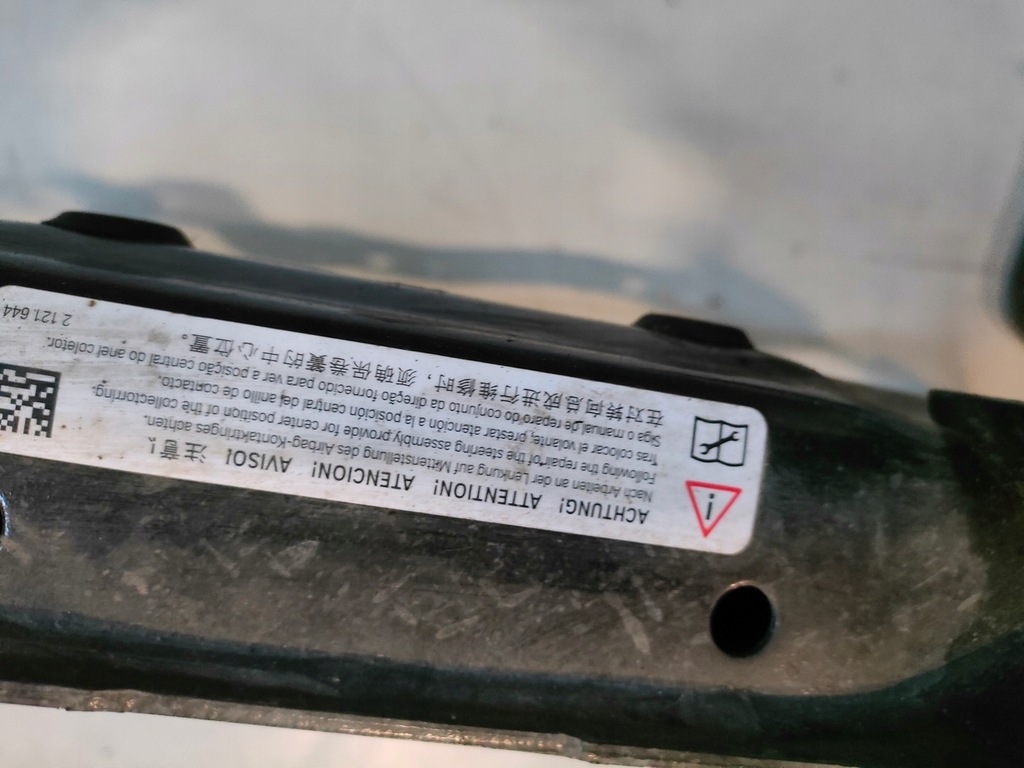 ACHTUNG! ATTENTION! ATENCION! AVISO! 注意!
Nach Arbeiten an der Lenkung auf Mittenstellung des Airbag-Kontaktringes achten.
Following the repair of the steering assembly provide for center position of the collectorring.
Tras colocar el volante, prestar atención a la posición central del anillo de contacto.
Siga o manual de reparo do conjunto da direção fornecido para ver a posição central do anel coletor.
在对转向总成进行维修时，须确保卷簧的中心位置。
2 121 644